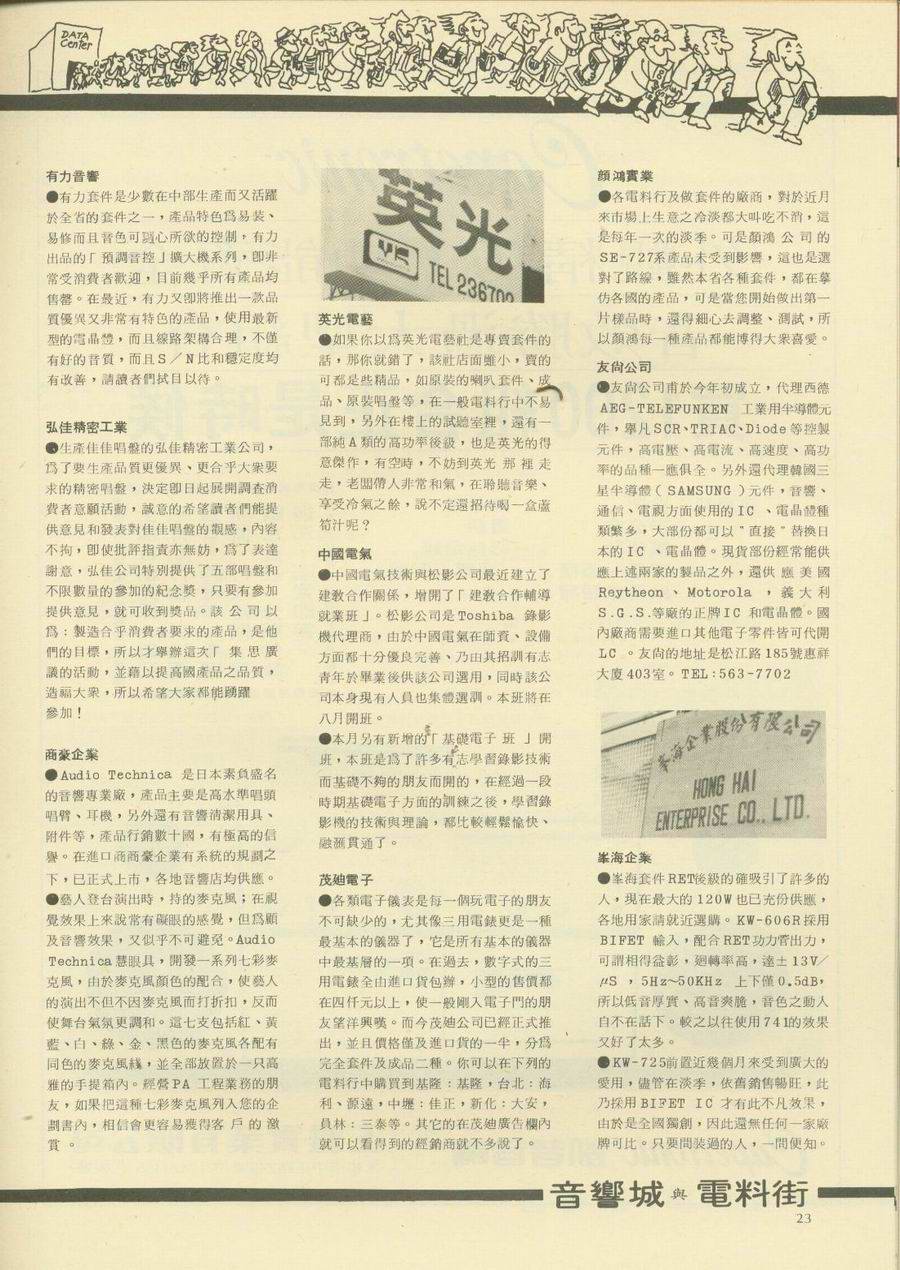 DATA
Center
有力音響
●有力套件是少數在中部生產而又活躍
於全省的套件之一，產品特色爲易裝、
易修而且音色可隨心所欲的控制，有力
出品的「預調音控」擴大機系列，卽非
常受消費者歡迎，目前幾乎所有產品均
售罄。在最近，有力又卽將推出一款品
質優異又非常有特色的產品，使用最新
型的電晶體，而且線路架構合理，不僅
有好的音質，而且S／N比和穩定度均
有改善，請讀者們拭目以待。
弘佳精密工業
●生產佳佳唱盤的弘佳精密工業公司，
爲了要生產品質更優異、更合乎大衆要
求的精密唱盤，決定卽日起展開調查消
費者意願活動，誠意的希望讀者們能提
供意見和發表對佳佳唱盤的觀感，內容
不拘，卽使批評指責亦無妨，爲了表達
謝意，弘佳公司特別提供了五部唱盤和
不限數量的參加的紀念獎，只要有參加
提供意見，就可收到獎品。該公司以
爲：製造合乎消費者要求的產品，是他
們的目標，所以才舉辦這次「集思廣
議的活動，並藉以提高國產品之品質，
造福大衆，所以希望大家都能踴躍
參加！
商豪企業
●Audio Technica 是日本素負盛名
的音響專業廠，產品主要是高水準唱頭
唱臂、耳機，另外還有音響清潔用具、
附件等，產品行銷數十國，有極高的信
譽。在進口商商豪企業有系統的規劃之
下，已正式上市，各地音響店均供應。
●藝人登台演出時，持的麥克風；在視
覺效果上來說常有礙眼的感覺，但爲顧
及音響效果，又似乎不可避免。Audio
Technica慧眼具，開發一系列七彩麥
克風，由於麥克風顏色的配合，使藝人
的演出不但不因麥克風而打折扣，反而
使舞台氣氛更調和。這七支包括紅、黃
藍、白、綠、金、黑色的麥克風各配有
同色的麥克風線，並全部放置於一只高
雅的手提箱內。經營PA 工程業務的朋
友，如果把這種七彩麥克風列入您的企
劃書內，相信會更容易獲得客戶的激
賞。
英光
TEL 236702
英光電藝
●如果你以爲英光電藝社是專賣套件的
話，那你就錯了，該社店面雖小，賣的
可都是些精品，如原裝的喇叭套件、成
品、原裝唱盤等，在一般電料行中不易
見到，另外在樓上的試聽室裡，還有一
部純A類的高功率後級，也是英光的得
意傑作，有空時，不妨到英光那裡走
走，老闆帶人非常和氣，在聆聽音樂、
享受冷氣之餘，說不定還招待喝一盒蘆
筍汁呢？
中國電氣
●中國電氣技術與松影公司最近建立了
建敎合作關係，增開了「建敎合作輔導
就業班」。松影公司是Toshiba 錄影
機代理商，由於中國電氣在師資、設備
方面都十分優良完善、乃由其招訓有志
青年於畢業後供該公司選用，同時該公
司本身現有人員也集體選訓。本班將在
八月開班。
●本月另有新增的「基礎電子班」開
班，本班是爲了許多有志學習錄影技術
而基礎不夠的朋友而開的，在經過一段
時期基礎電子方面的訓練之後，學習錄
影機的技術與理論，都比較輕鬆愉快、
融滙貫通了。
茂迪電子
●各類電子儀表是每一個玩電子的朋友
不可缺少的，尤其像三用電錶更是一種
最基本的儀器了，它是所有基本的儀器
中最基層的一項。在過去，數字式的三
用電錶全由進口貨包辦，小型的售價都
在四仟元以上，使一般剛入電子門的朋
友望洋興嘆。而今茂迪公司已經正式推
出，並且價格僅及進口貨的一半，分爲
完全套件及成品二種。你可以在下列的
電料行中購買到基隆：基隆，台北：海
利、源遠，中壢：佳正，新化：大安，
員林：三泰等。其它的在茂迪廣告欄內
就可以看得到的經銷商就不多說了。
顏鴻實業
●各電料行及做套件的廠商，對於近月
來市場上生意之冷淡都大叫吃不消，這
是每年一次的淡季。可是顏鴻公司的
SE-727系產品未受到影響，這也是選
對了路線，雖然本省各種套件，都在摹
仿各國的產品，可是當您開始做出第一
片樣品時，還得細心去調整、測試，所
以顏鴻每一種產品都能博得大衆喜愛。
友尙公司
●友尙公司甫於今年初成立，代理西德
AEG-TELEFUNKEN 工業用半導體元
件，舉凡SCR、TRIAC、Diode等控製
元件，高電壓、高電流、高速度、高功
率的品種一應俱全。另外還代理韓國三
星半導體（SAMSUNG）元件，音響、
通信、電視方面使用的IC 、電晶體種
類繁多，大部份都可以"直接"替換日
本的IC 、電晶體。現貨部份經常能供
應上述兩家的製品之外，還供應美國
Reytheon、Motorola ，義大利
S.G.S.等廠的正牌IC 和電晶體。國
內廠商需要進口其他電子零件皆可代開
LC 。友尙的地址是松江路185號惠祥
大廈403室。TEL:563-7702
峯海企業股份有限公司
HONG HAI
ENTERPRISE CO., LTD.
峯海企業
●峯海套件RET後級的確吸引了許多的
人，現在最大的120W也已充份供應，
各地用家請就近選購。KW-606R採用
BIFET 輸入，配合RET功力管出力，
可謂相得益彰，廻轉率高，達±13V／
μS ，5Hz～50KHz 上下僅0.5dB，
所以低音厚實、高音爽脆，音色之動人
自不在話下。較之以往使用741的效果
又好了太多。
●KW-725前置近幾個月來受到廣大的
愛用，儘管在淡季，依舊銷售暢旺，此
乃採用BIFET IC 才有此不凡效果，
由於是全國獨創，因此還無任何一家廠
牌可比。只要問裝過的人，一問便知。
音響城與電料街
23